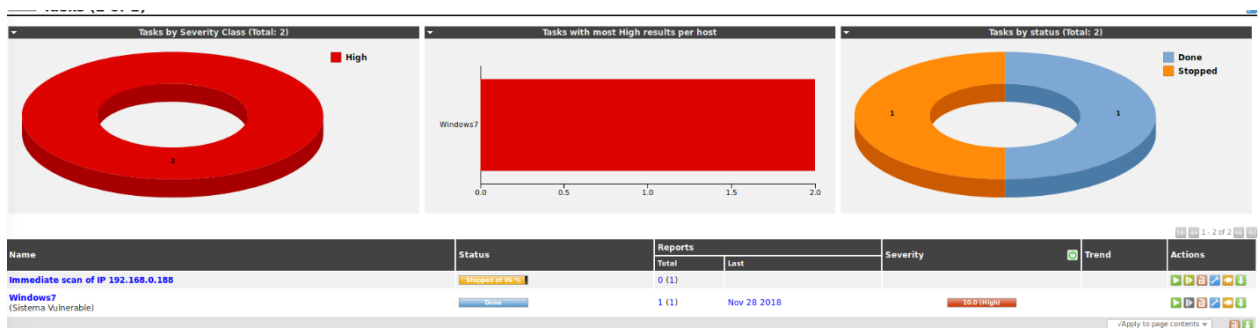 Tasks by Severity Class (Total: 2)
High
2
Tasks with most High results per host
Windows7
0.0 0.5 1.0 1.5 2.0
Tasks by status (Total: 2)
Done
Stopped
1 1
1 - 2 of 2
Name Status Reports Severity Trend Actions
Total Last
Immediate scan of IP 192.168.0.188 Stopped at 96 % 0 (1)
Windows7 Done 1 (1) Nov 28 2018 10.0 (High)
(Sistema Vulnerable)
√Apply to page contents